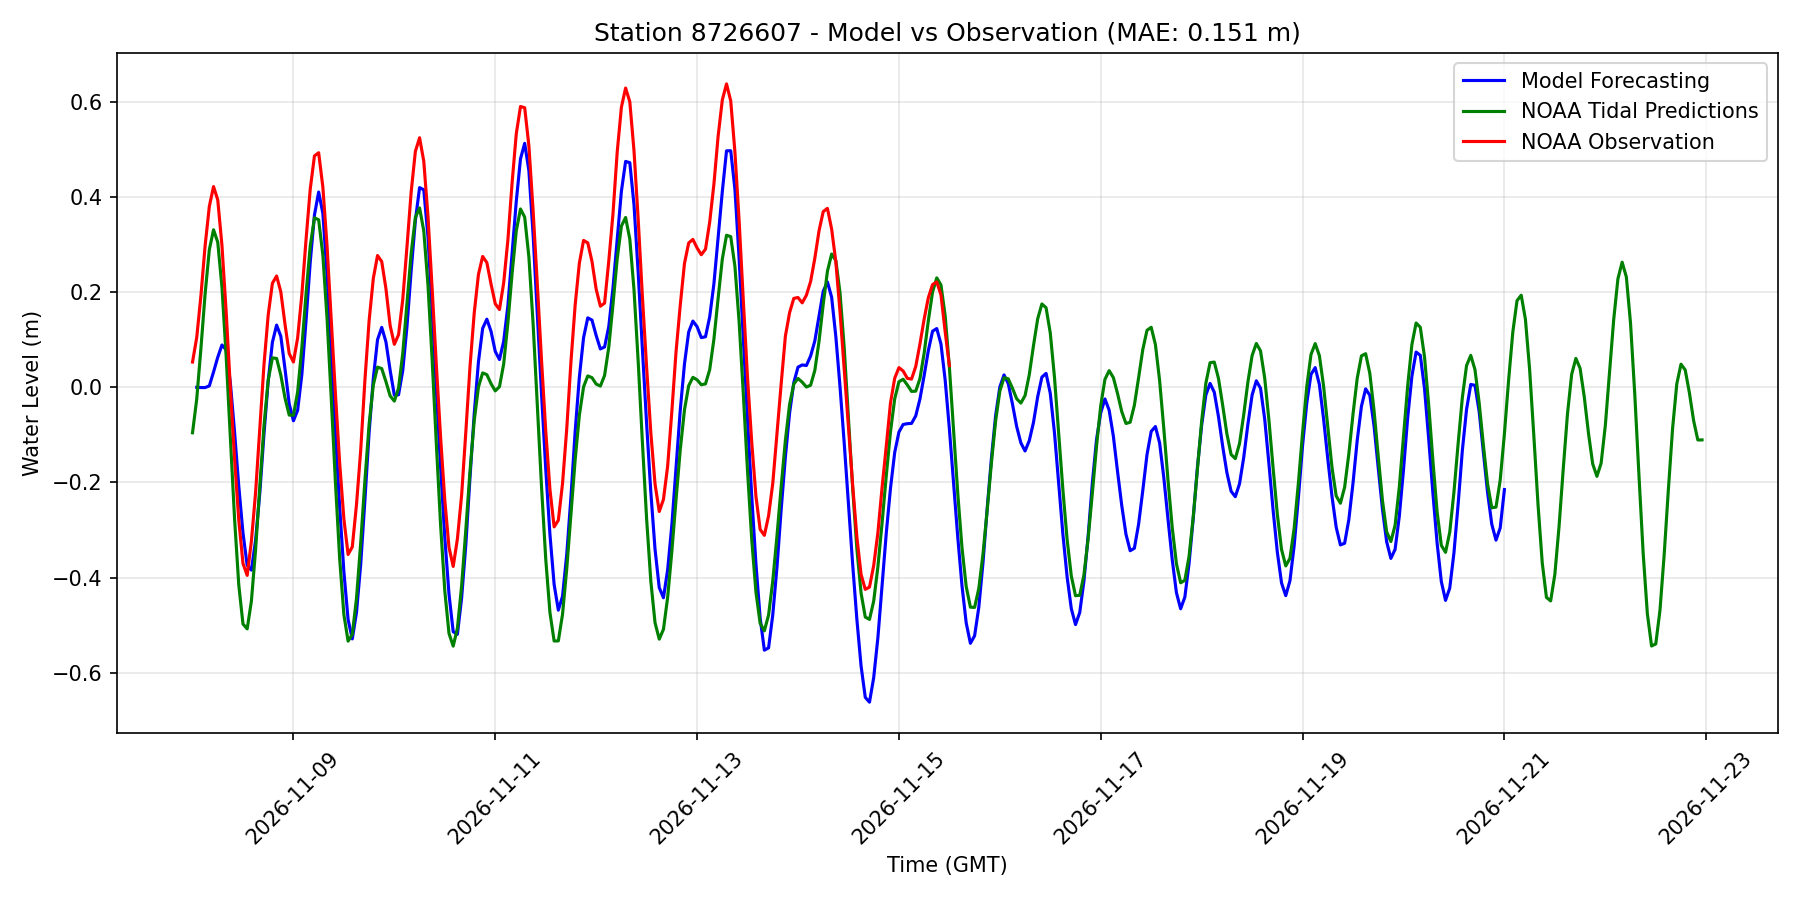 Station 8726607 - Model vs Observation (MAE: 0.151 m)
Model Forecasting
NOAA Tidal Predictions
NOAA Observation
Water Level (m)
0.6
0.4
0.2
0.0
−0.2
−0.4
−0.6
2026-11-09
2026-11-11
2026-11-13
2026-11-15
2026-11-17
2026-11-19
2026-11-21
2026-11-23
Time (GMT)